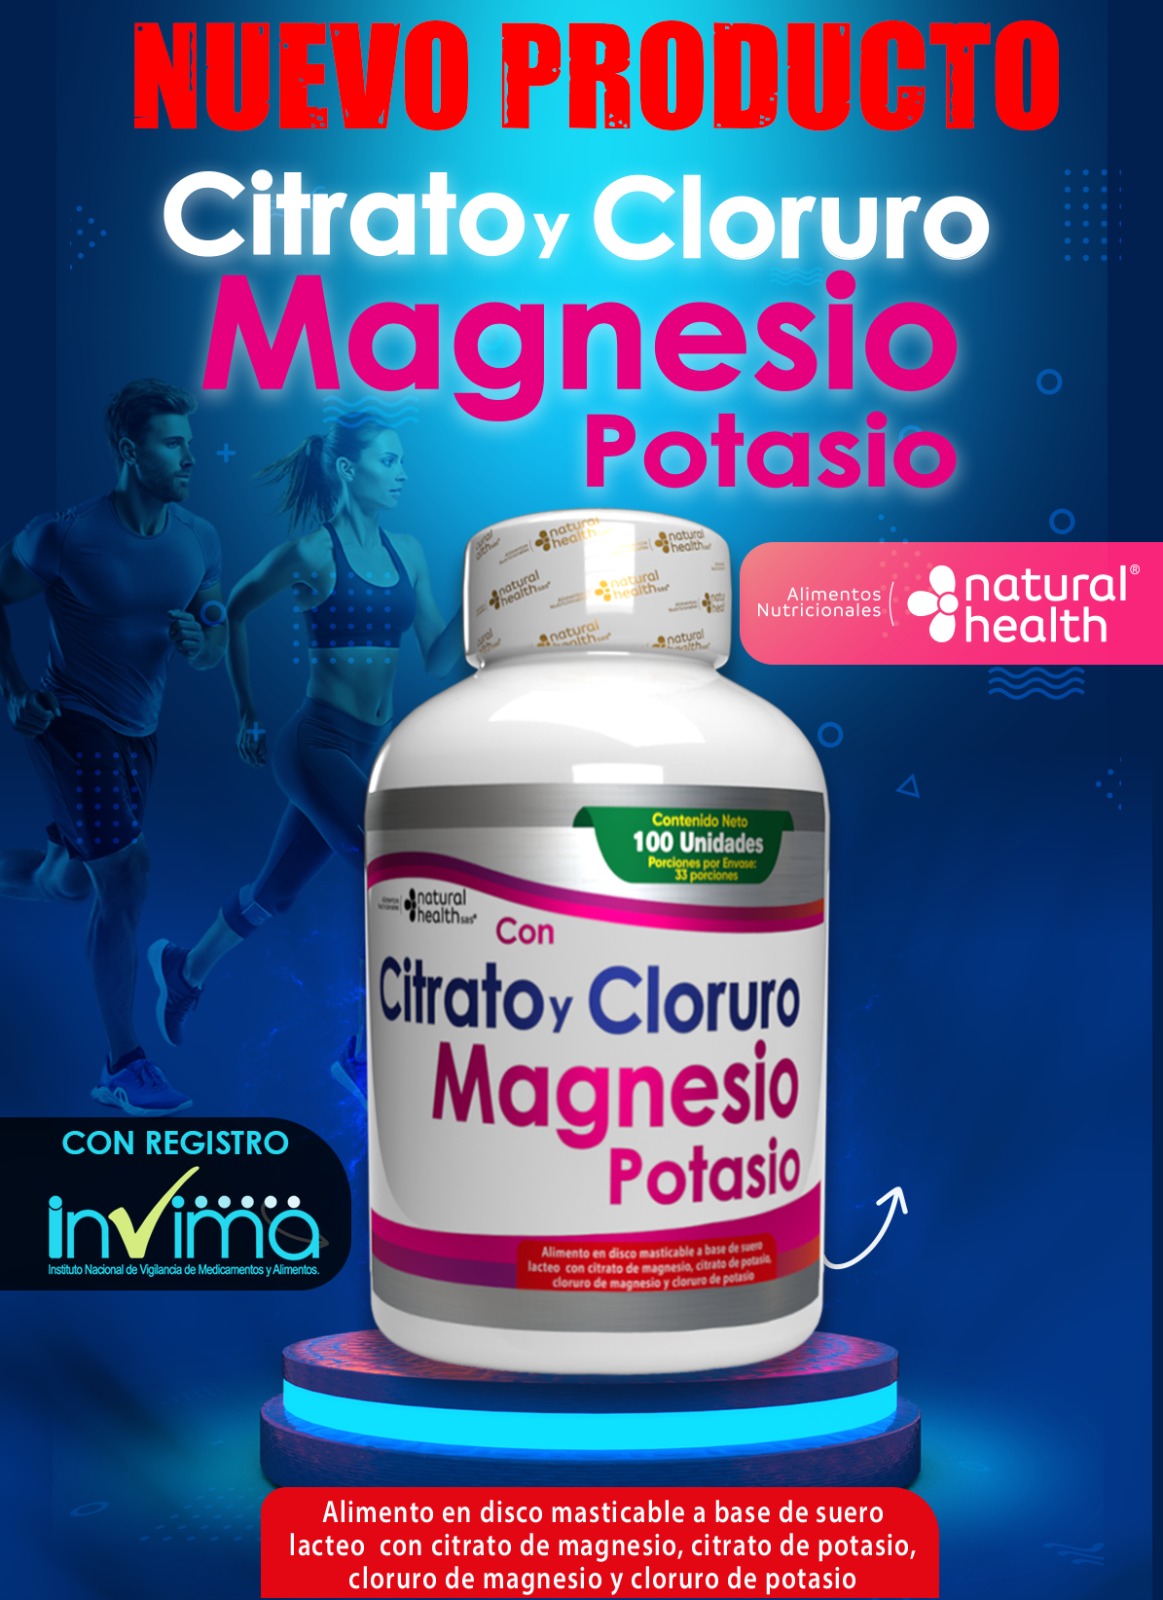 NUEVO PRODUCTO
Citrato y Cloruro
Magnesio
Potasio
Alimentos
Nutricionales
natural®
health
Contenido Neto
100 Unidades
Porciones por Envase:
33 porciones
natural
health sas®
Con
Citrato y Cloruro
Magnesio
Potasio
Alimento en disco masticable a base de suero
lacteo con citrato de magnesio, citrato de potasio,
cloruro de magnesio y cloruro de potasio
CON REGISTRO
invima
Instituto Nacional de Vigilancia de Medicamentos y Alimentos.
Alimento en disco masticable a base de suero
lacteo con citrato de magnesio, citrato de potasio,
cloruro de magnesio y cloruro de potasio